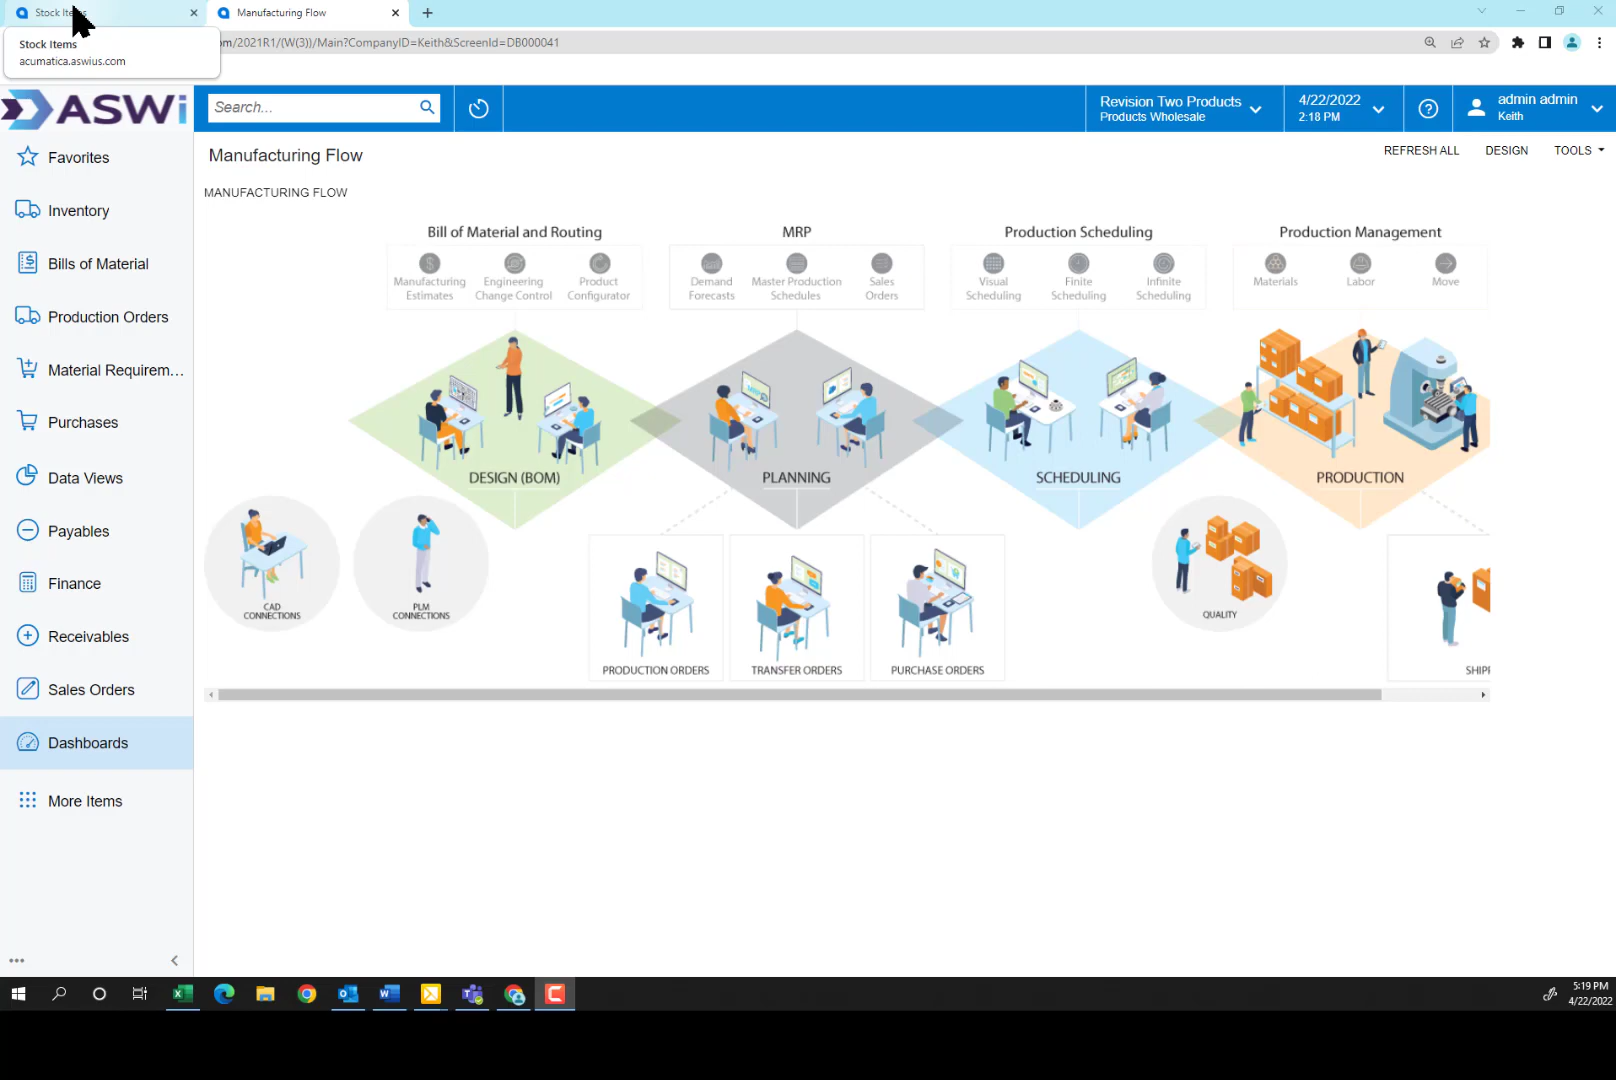 Stock Items
Manufacturing Flow
Stock Items
acumatica.aswius.com
om/2021R1/(W(3))/Main?CompanyID=Keith&ScreenId=DB000041
ASWi
Search...
Revision Two Products
Products Wholesale
4/22/2022
2:18 PM
admin admin
Keith
Favorites
Inventory
Bills of Material
Production Orders
Material Requirem...
Purchases
Data Views
Payables
Finance
Receivables
Sales Orders
Dashboards
More Items
Manufacturing Flow
REFRESH ALL
DESIGN
TOOLS
MANUFACTURING FLOW
Bill of Material and Routing
Manufacturing Estimates
Engineering Change Control
Product Configurator
MRP
Demand Forecasts
Master Production Schedules
Sales Orders
Production Scheduling
Visual Scheduling
Finite Scheduling
Infinite Scheduling
Production Management
Materials
Labor
Move
DESIGN (BOM)
PLANNING
SCHEDULING
PRODUCTION
CAD
CONNECTIONS
PLM
CONNECTIONS
PRODUCTION ORDERS
TRANSFER ORDERS
PURCHASE ORDERS
QUALITY
SHIPP
5:19 PM
4/22/2022